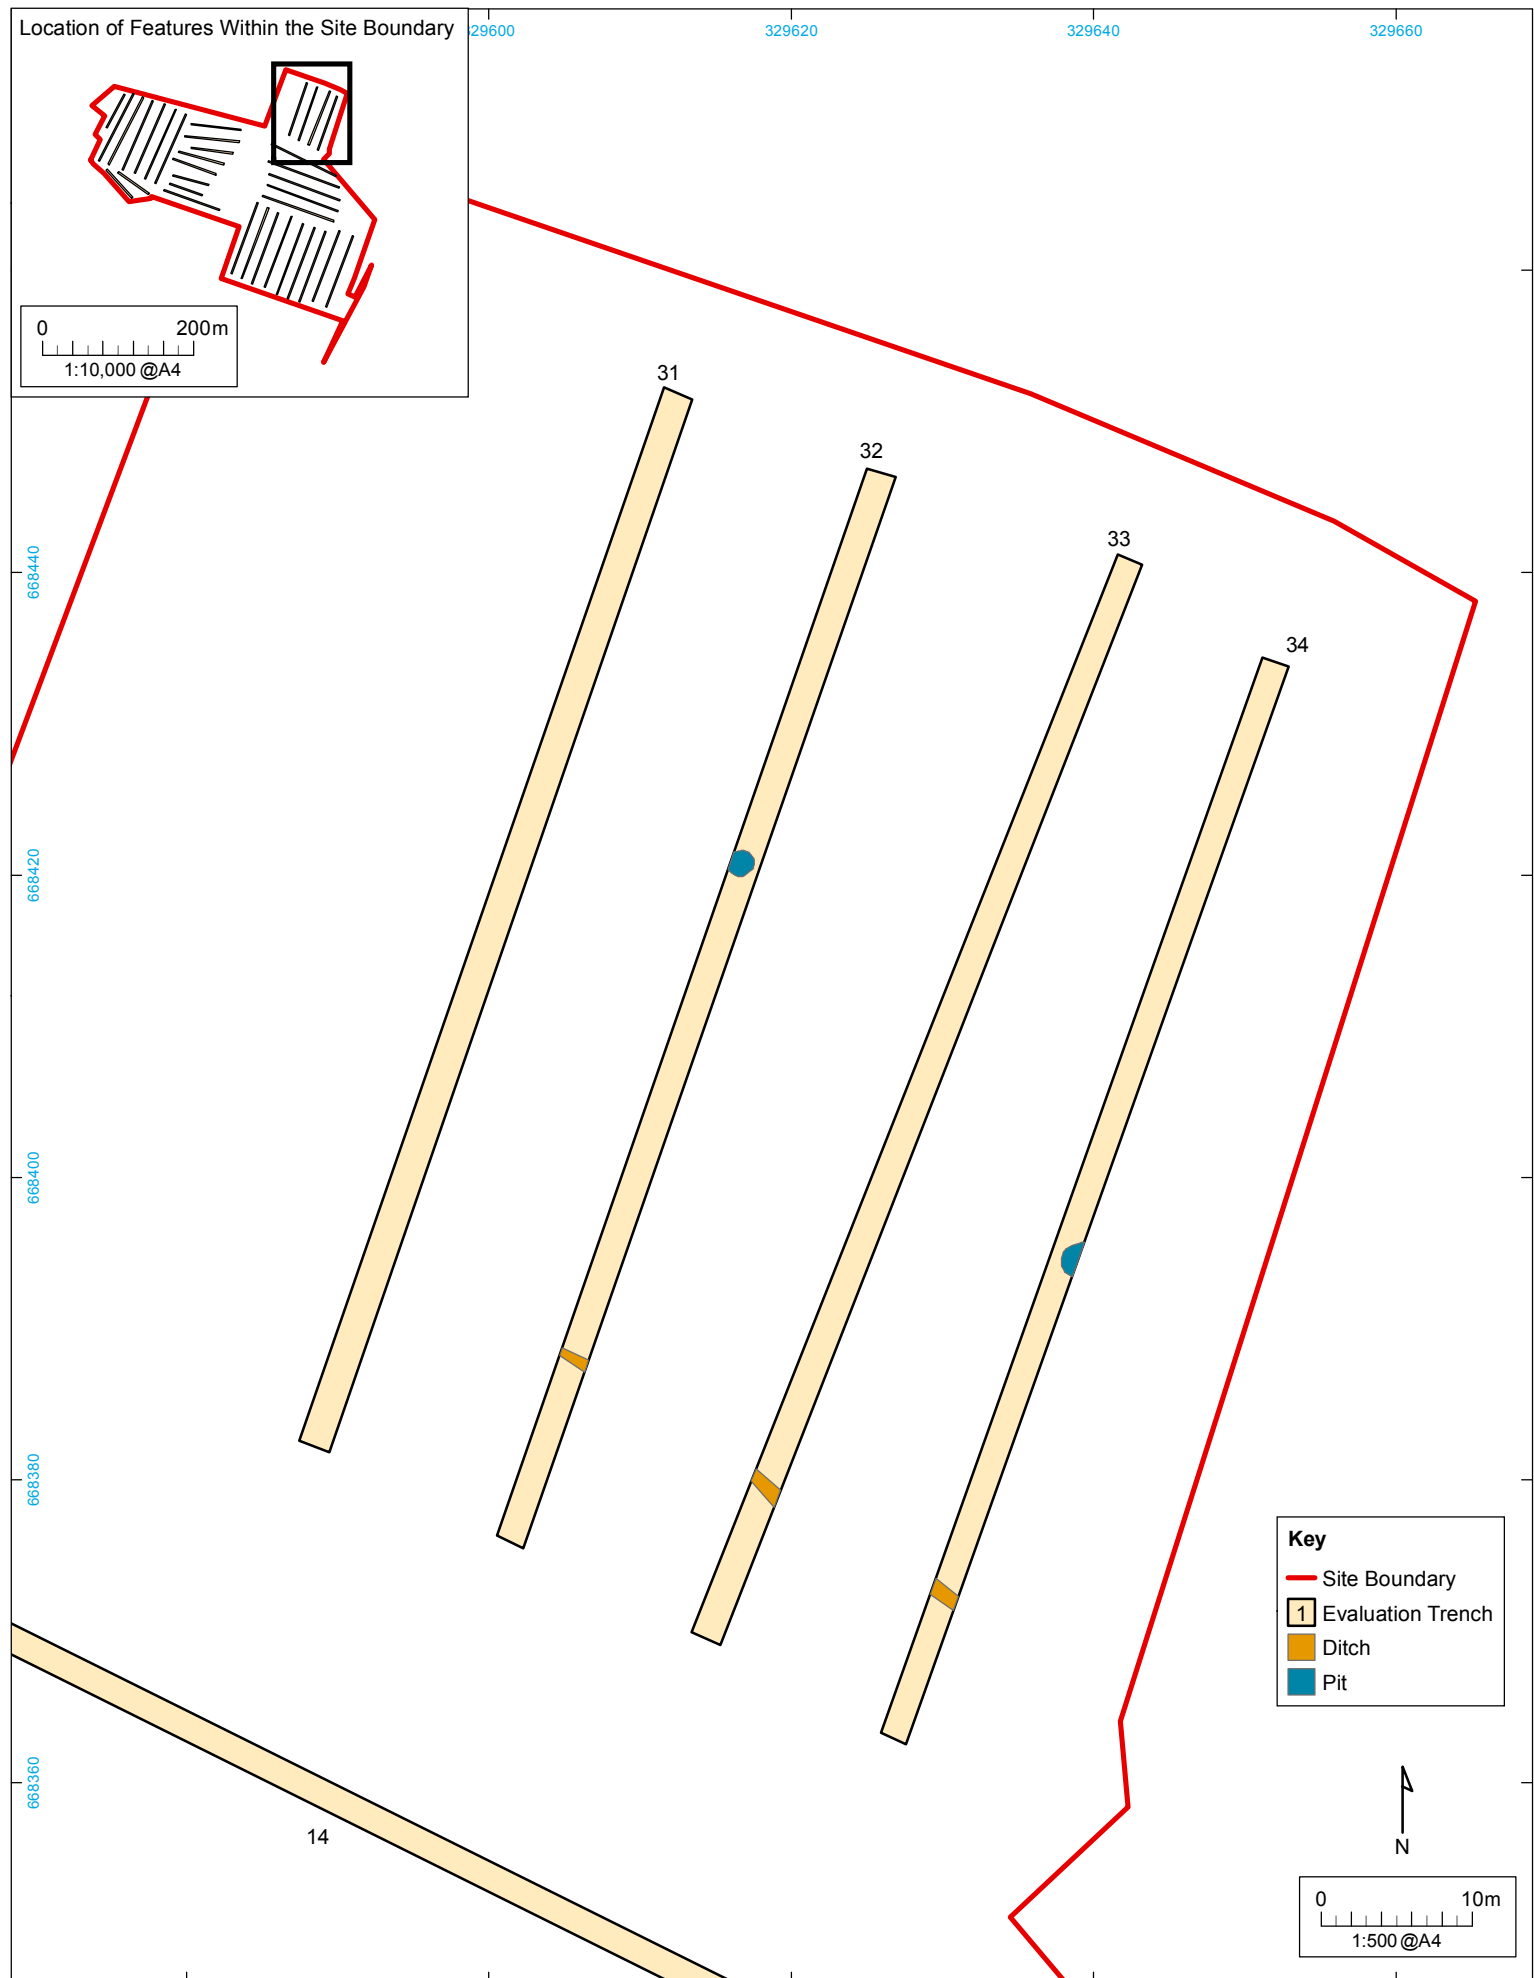 Location of Features Within the Site Boundary
329600
329620
329640
329660
0 200m
1:10,000 @A4
31
32
33
34
668440
668420
668400
668380
668360
14
Key
Site Boundary
1 Evaluation Trench
Ditch
Pit
N
0 10m
1:500 @A4